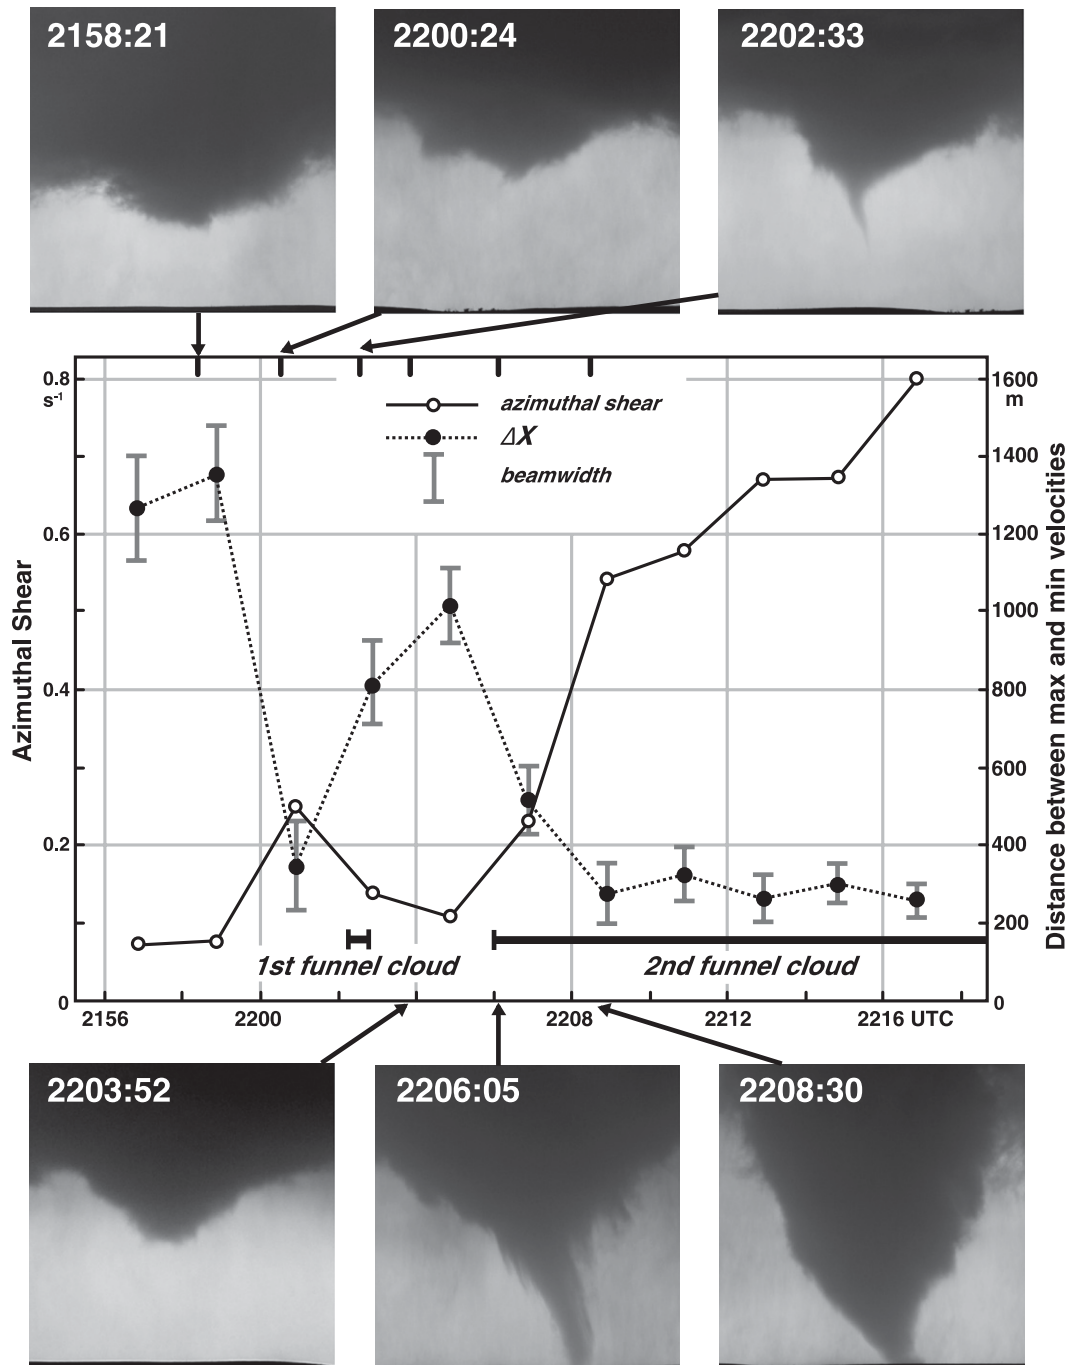 2158:21
2200:24
2202:33
0.8
s-1
0.6
0.4
0.2
0
Azimuthal Shear
azimuthal shear
ΔX
beamwidth
1600
m
1400
1200
1000
800
600
400
200
0
Distance between max and min velocities
1st funnel cloud
2nd funnel cloud
2156
2200
2208
2212
2216 UTC
2203:52
2206:05
2208:30